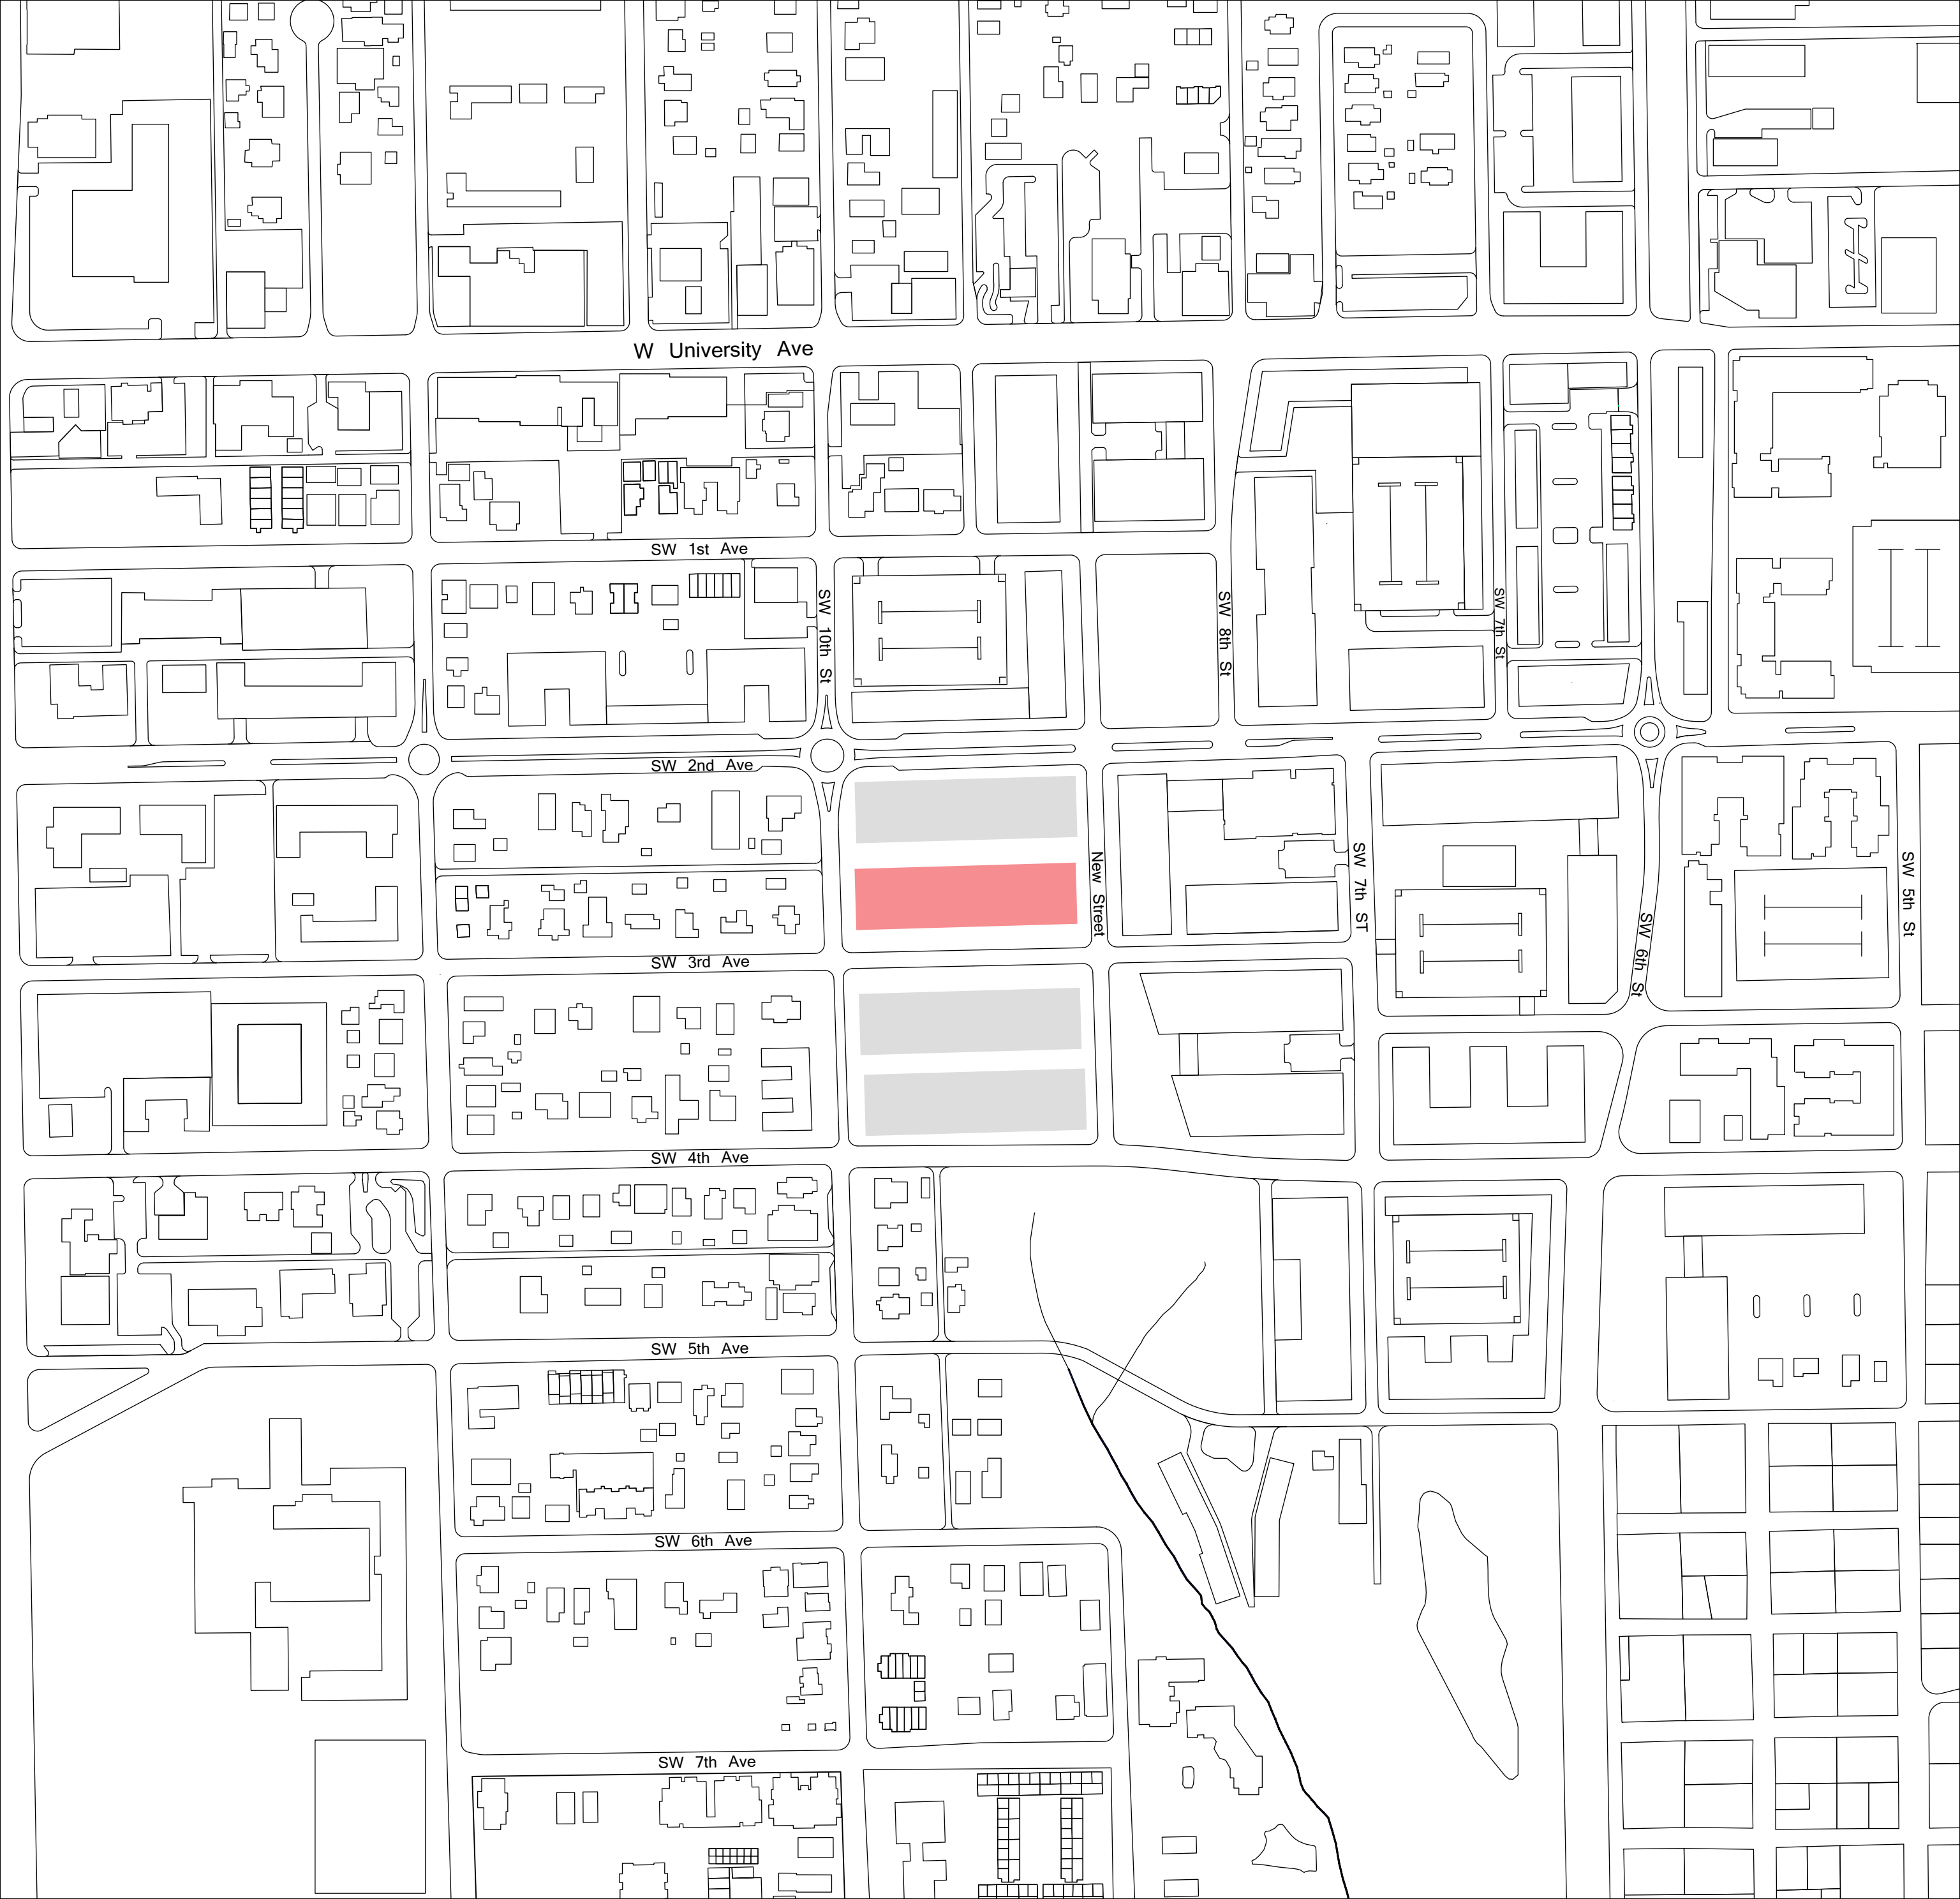 W University Ave
SW 1st Ave
SW 10th St
SW 8th St
SW 7th St
SW 2nd Ave
New Street
SW 7th ST
SW 6th St
SW 5th St
SW 3rd Ave
SW 4th Ave
SW 5th Ave
SW 6th Ave
SW 7th Ave